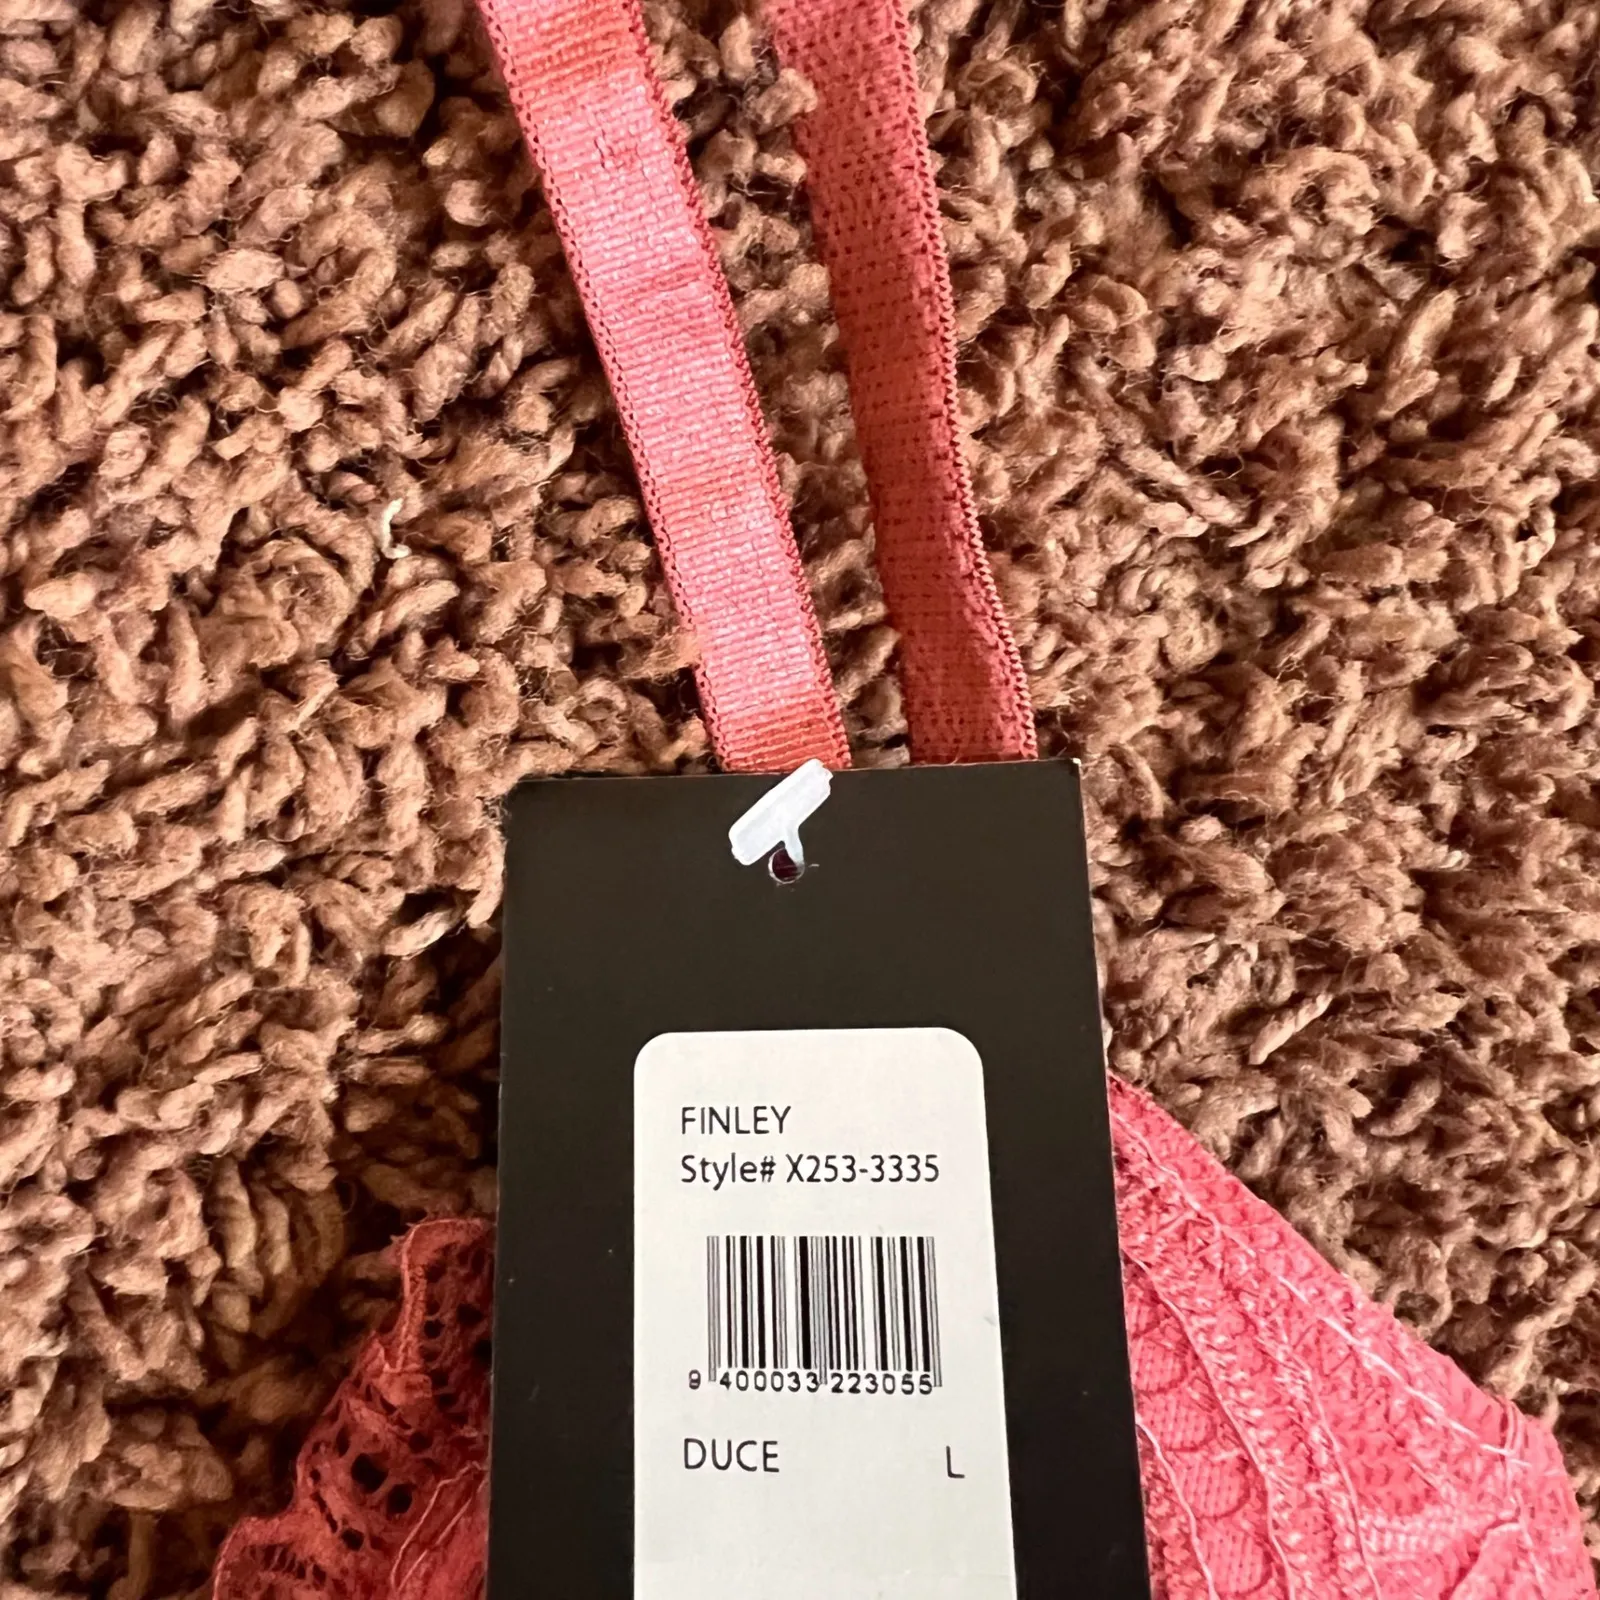 FINLEY
Style# X253-3335
9 400033 223055
DUCE L